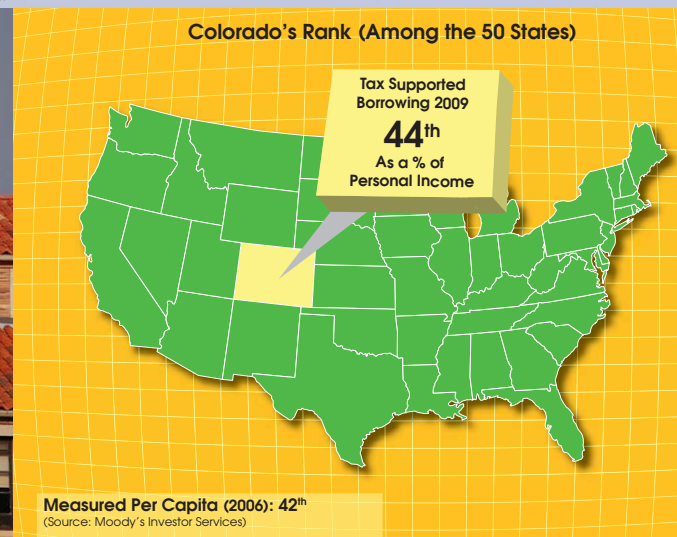 Colorado's Rank (Among the 50 States)
Tax Supported
Borrowing 2009
44th
As a % of
Personal Income
Measured Per Capita (2006): 42th
(Source: Moody's Investor Services)